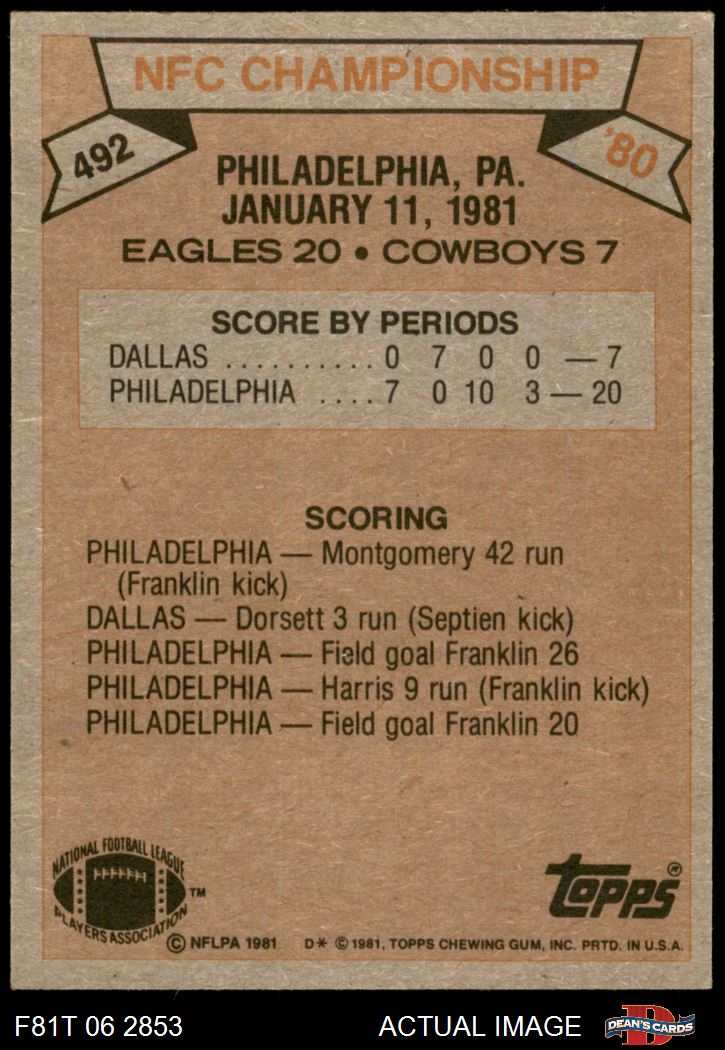 NFC CHAMPIONSHIP
492
'80
PHILADELPHIA, PA.
JANUARY 11, 1981
EAGLES 20 • COWBOYS 7
SCORE BY PERIODS
DALLAS .......... 0 7 0 0 — 7
PHILADELPHIA .... 7 0 10 3 — 20
SCORING
PHILADELPHIA — Montgomery 42 run
(Franklin kick)
DALLAS — Dorsett 3 run (Septien kick)
PHILADELPHIA — Field goal Franklin 26
PHILADELPHIA — Harris 9 run (Franklin kick)
PHILADELPHIA — Field goal Franklin 20
NATIONAL FOOTBALL LEAGUE
PLAYERS ASSOCIATION
™
topps®
© NFLPA 1981 D* © 1981, TOPPS CHEWING GUM, INC. PRTD. IN U.S.A.
F81T 06 2853 ACTUAL IMAGE
D
DEAN'S CARDS